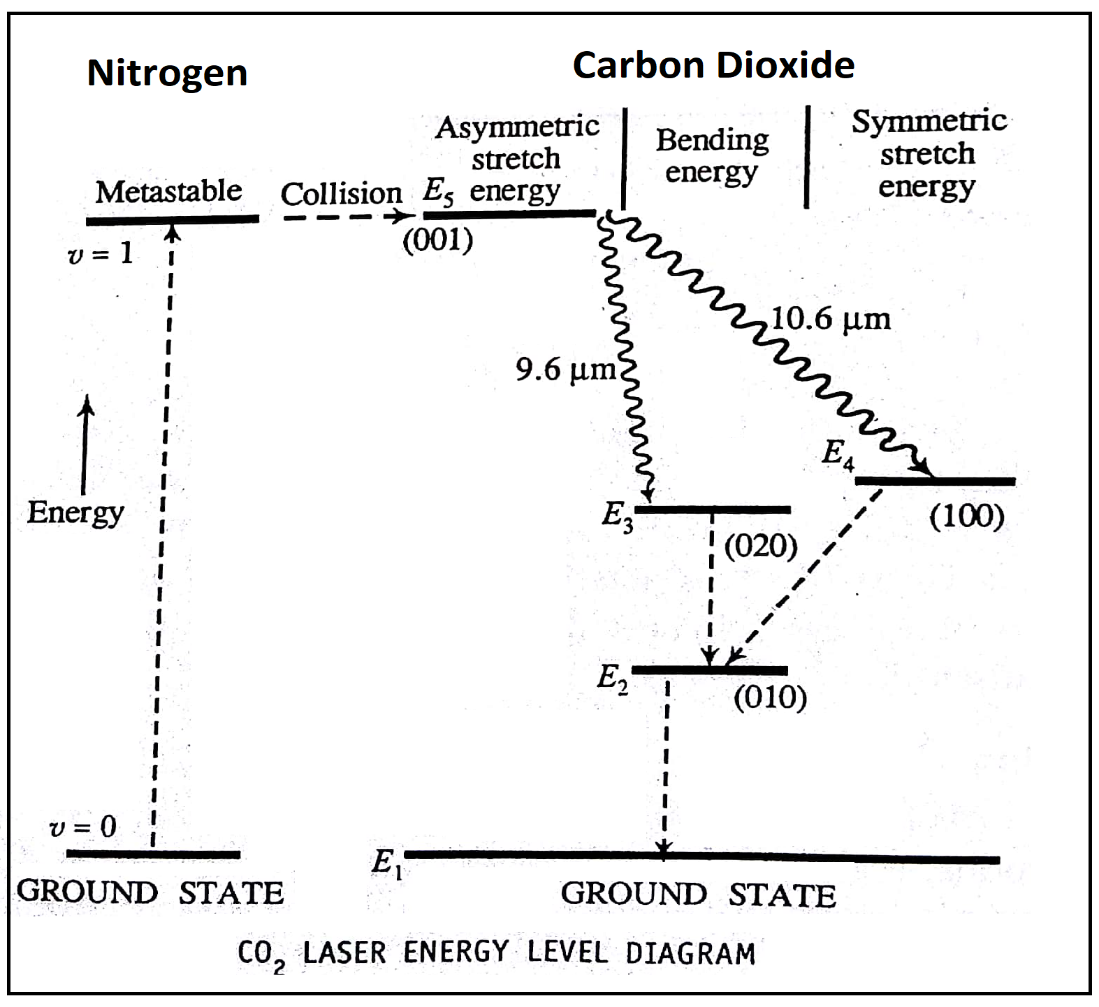 Nitrogen
Carbon Dioxide
Asymmetric
stretch
energy
Bending
energy
Symmetric
stretch
energy
Metastable
Collision
E₅
v = 1
(001)
10.6 μm
9.6 μm
Energy
E₄
(100)
E₃
(020)
E₂
(010)
v = 0
E₁
GROUND STATE
GROUND STATE
CO₂ LASER ENERGY LEVEL DIAGRAM